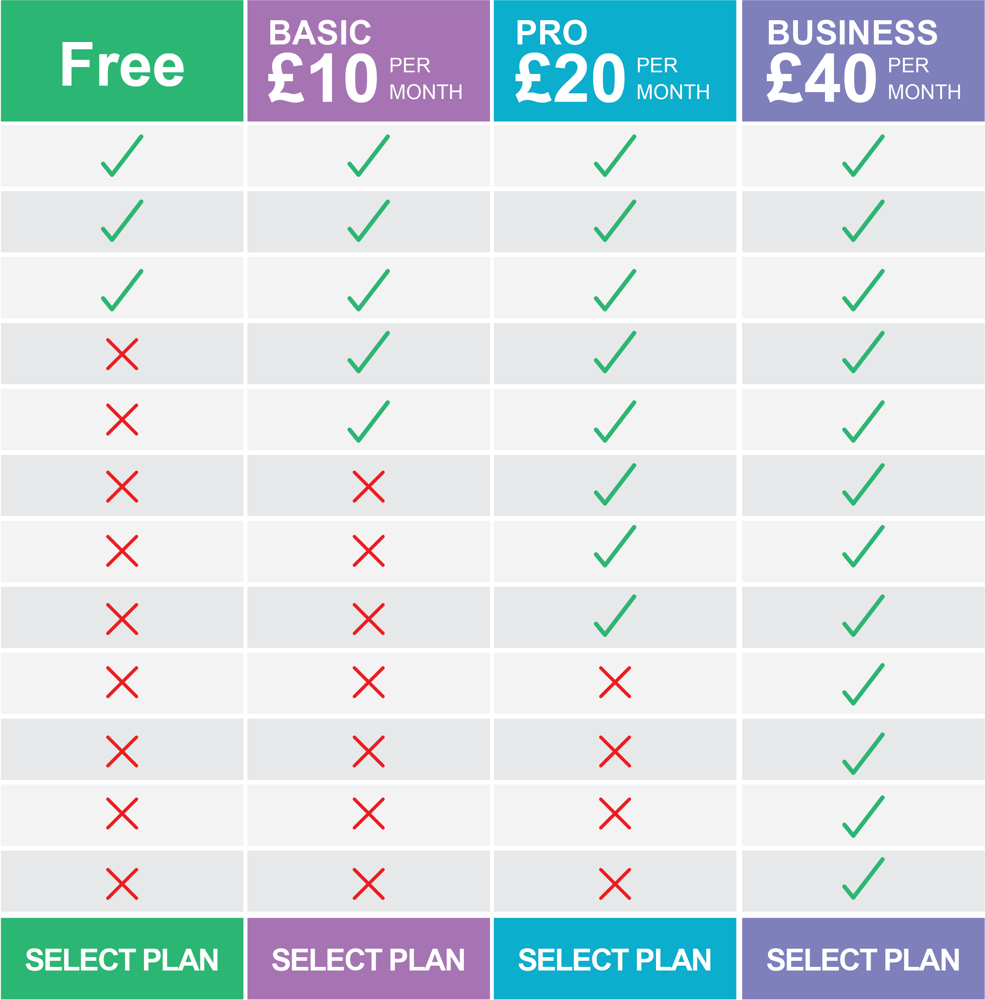 Free
BASIC
£10 PER
MONTH
PRO
£20 PER
MONTH
BUSINESS
£40 PER
MONTH
SELECT PLAN
SELECT PLAN
SELECT PLAN
SELECT PLAN